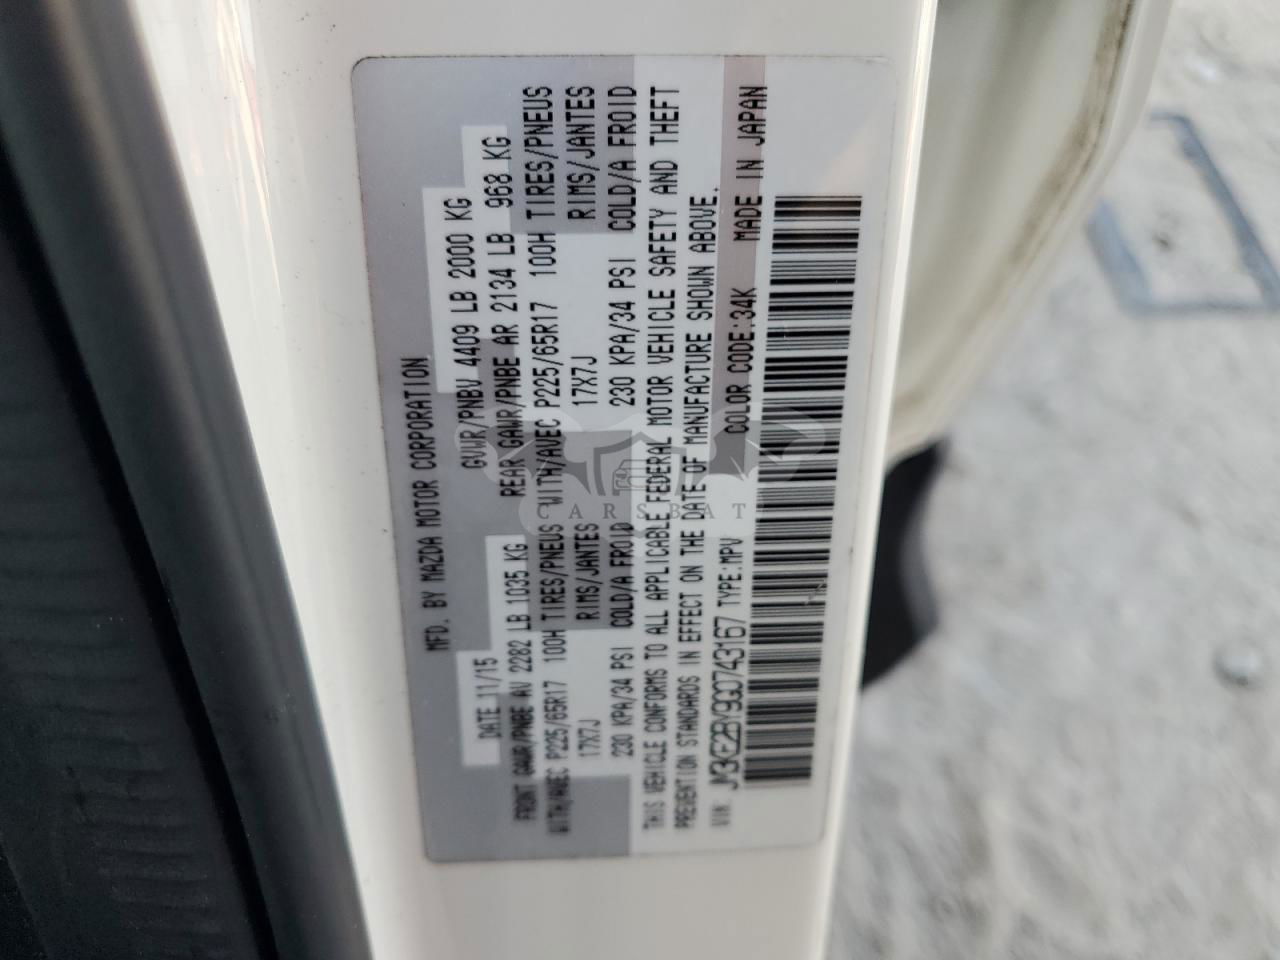 MFD. BY MAZDA MOTOR CORPORATION
DATE 11/15 GVWR/PNBV 4409 LB 2000 KG
FRONT GAWR/PNBE AV 2282 LB 1035 KG REAR GAWR/PNBE AR 2134 LB 968 KG
WITH/AVEC P225/65R17 100H TIRES/PNEUS WITH/AVEC P225/65R17 100H TIRES/PNEUS
17X7J RIMS/JANTES 17X7J RIMS/JANTES
230 KPA/34 PSI COLD/A FROID 230 KPA/34 PSI COLD/A FROID
THIS VEHICLE CONFORMS TO ALL APPLICABLE FEDERAL MOTOR VEHICLE SAFETY AND THEFT
PREVENTION STANDARDS IN EFFECT ON THE DATE OF MANUFACTURE SHOWN ABOVE.
VIN: TYPE:MPV COLOR CODE:34K MADE IN JAPAN
CARSBAT